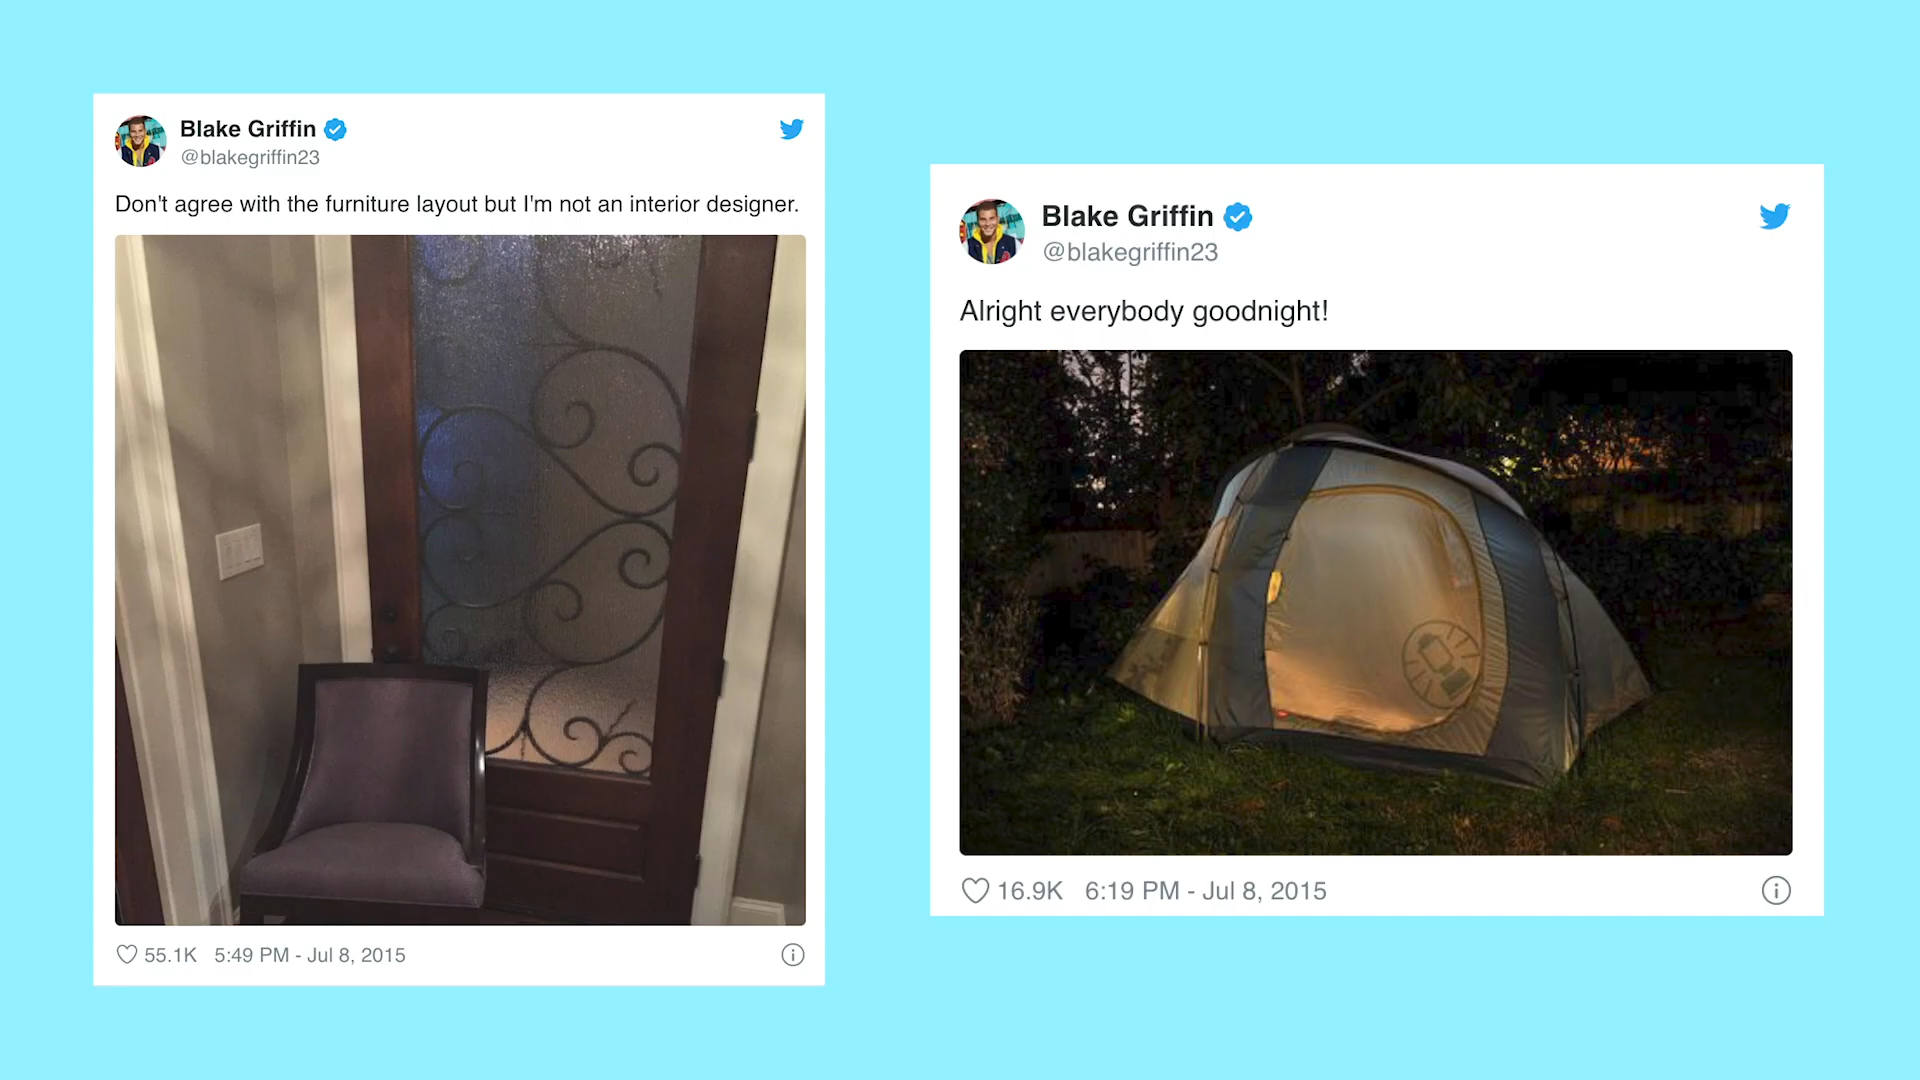 Blake Griffin
@blakegriffin23
Don't agree with the furniture layout but I'm not an interior designer.
55.1K 5:49 PM - Jul 8, 2015
Blake Griffin
@blakegriffin23
Alright everybody goodnight!
16.9K 6:19 PM - Jul 8, 2015